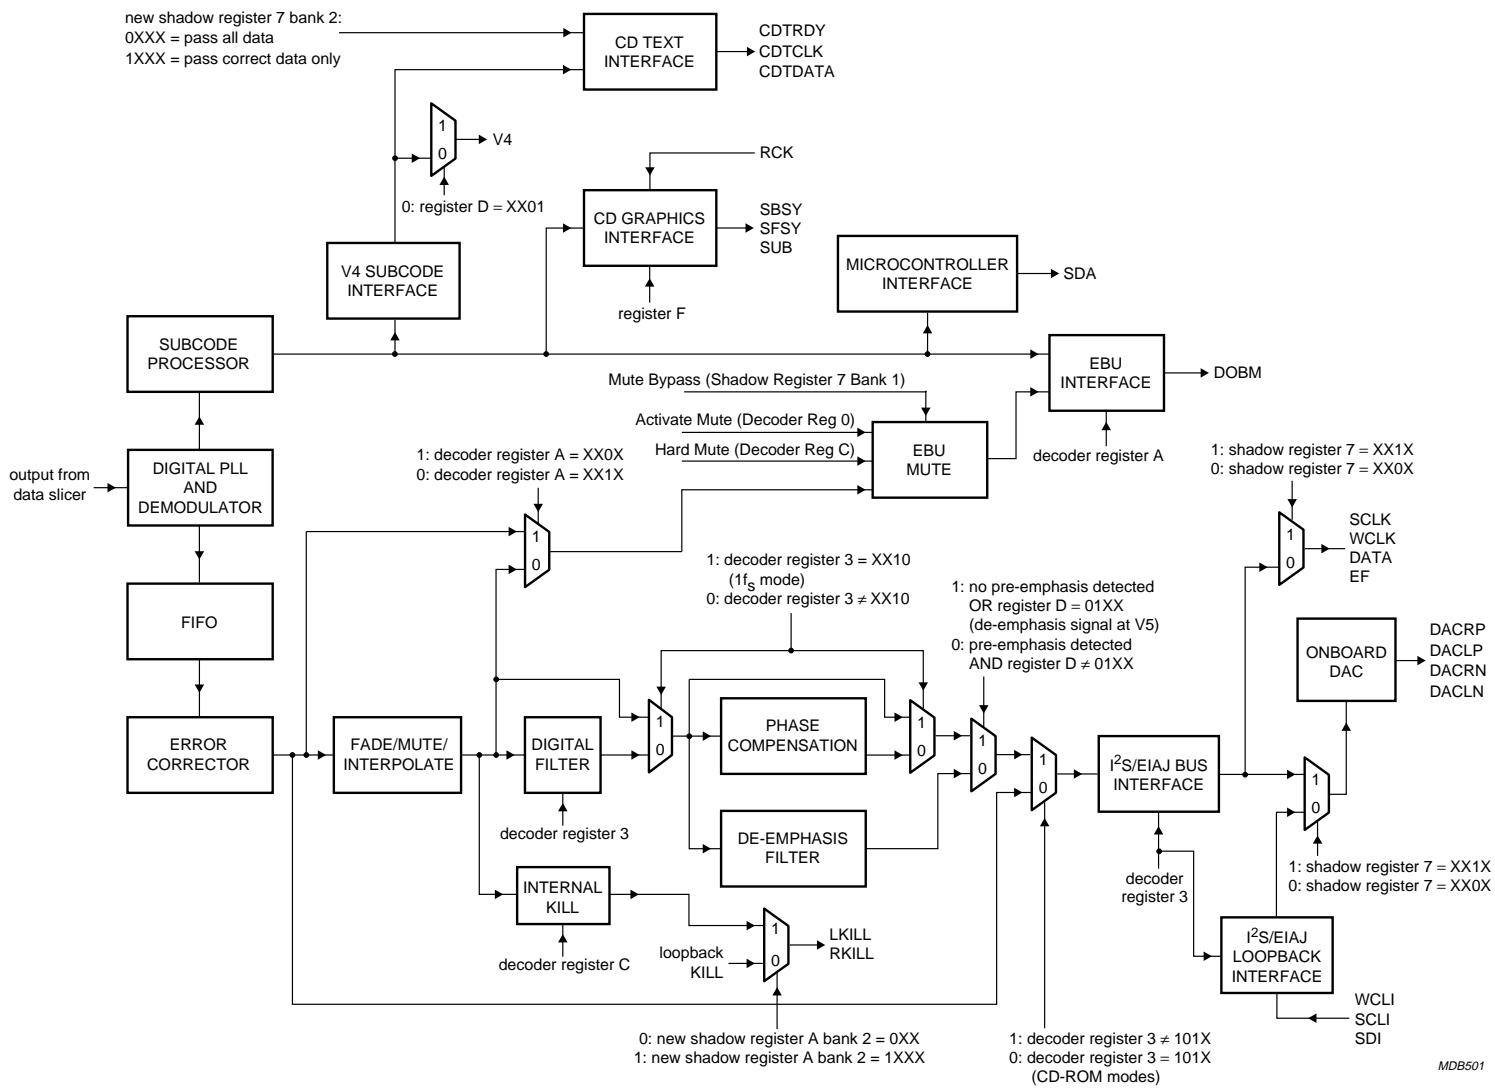 new shadow register 7 bank 2:
0XXX = pass all data
1XXX = pass correct data only
CD TEXT
INTERFACE
CDTRDY
CDTCLK
CDTDATA
1
0
V4
0: register D = XX01
RCK
CD GRAPHICS
INTERFACE
SBSY
SFSY
SUB
register F
V4 SUBCODE
INTERFACE
MICROCONTROLLER
INTERFACE
SDA
SUBCODE
PROCESSOR
EBU
INTERFACE
DOBM
decoder register A
Mute Bypass (Shadow Register 7 Bank 1)
Activate Mute (Decoder Reg 0)
Hard Mute (Decoder Reg C)
EBU
MUTE
output from
data slicer
DIGITAL PLL
AND
DEMODULATOR
1: decoder register A = XX0X
0: decoder register A = XX1X
1
0
1: shadow register 7 = XX1X
0: shadow register 7 = XX0X
1
0
SCLK
WCLK
DATA
EF
FIFO
1: decoder register 3 = XX10
(1fs mode)
0: decoder register 3 ≠ XX10
1: no pre-emphasis detected
OR register D = 01XX
(de-emphasis signal at V5)
0: pre-emphasis detected
AND register D ≠ 01XX
ONBOARD
DAC
DACRP
DACLP
DACRN
DACLN
ERROR
CORRECTOR
FADE/MUTE/
INTERPOLATE
DIGITAL
FILTER
decoder register 3
1
0
PHASE
COMPENSATION
1
0
1
0
1
0
I2S/EIAJ BUS
INTERFACE
1
0
DE-EMPHASIS
FILTER
decoder
register 3
1: shadow register 7 = XX1X
0: shadow register 7 = XX0X
INTERNAL
KILL
decoder register C
loopback
KILL
1
0
LKILL
RKILL
I2S/EIAJ
LOOPBACK
INTERFACE
WCLI
SCLI
SDI
0: new shadow register A bank 2 = 0XX
1: new shadow register A bank 2 = 1XXX
1: decoder register 3 ≠ 101X
0: decoder register 3 = 101X
(CD-ROM modes)
MDB501